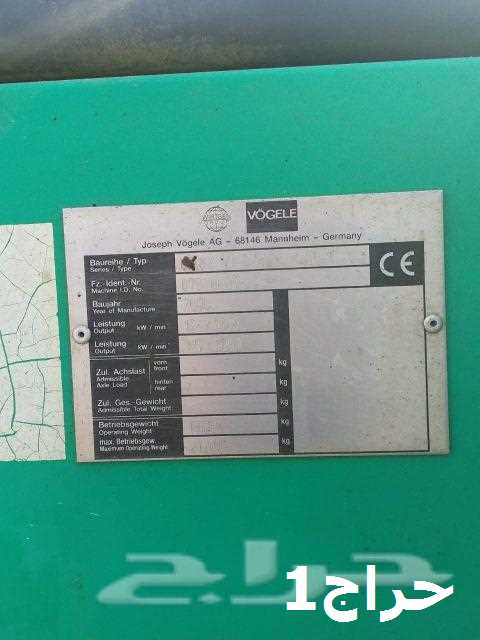 VÖGELE
Joseph Vögele AG - 68146 Mannheim - Germany
Baureihe / Typ
Series / Type
Fz.-Ident.-Nr.
Machine I.D. No.
Baujahr
Year of Manufacture
Leistung kW / min
Output
Leistung kW / min
Output
Zul. Achslast vorn kg
Admissible front
Axle Load hinten kg
rear
Zul. Ges.-Gewicht kg
Admissible Total Weight
Betriebsgewicht kg
Operating Weight
max. Betriebsgew. kg
Maximum Operating Weight
CE
حراج
حراج1